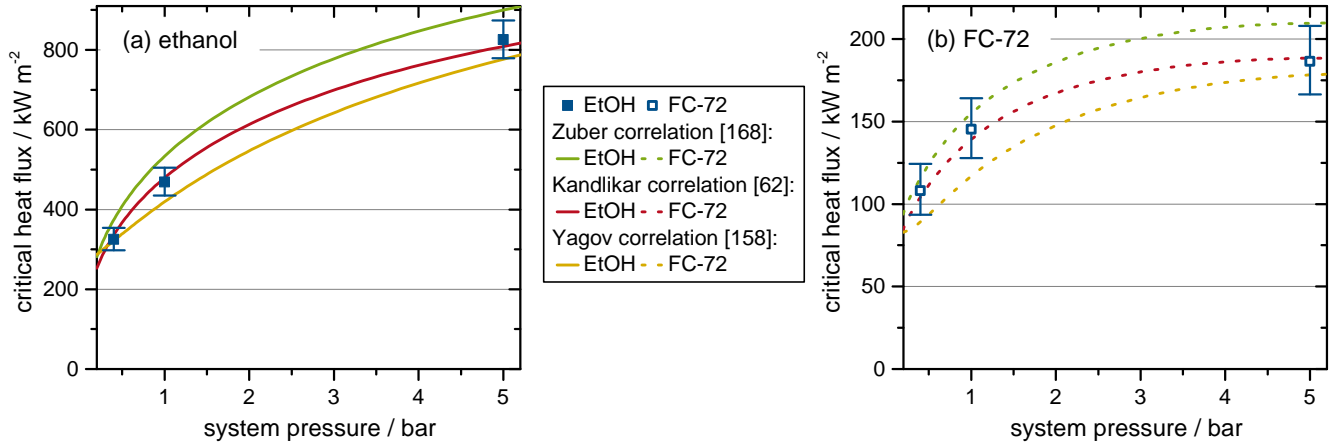 (a) ethanol
critical heat flux / kW m-2
800
600
400
200
0
1 2 3 4 5
system pressure / bar
EtOH FC-72
Zuber correlation [168]:
EtOH FC-72
Kandlikar correlation [62]:
EtOH FC-72
Yagov correlation [158]:
EtOH FC-72
(b) FC-72
critical heat flux / kW m-2
200
150
100
50
0
1 2 3 4 5
system pressure / bar